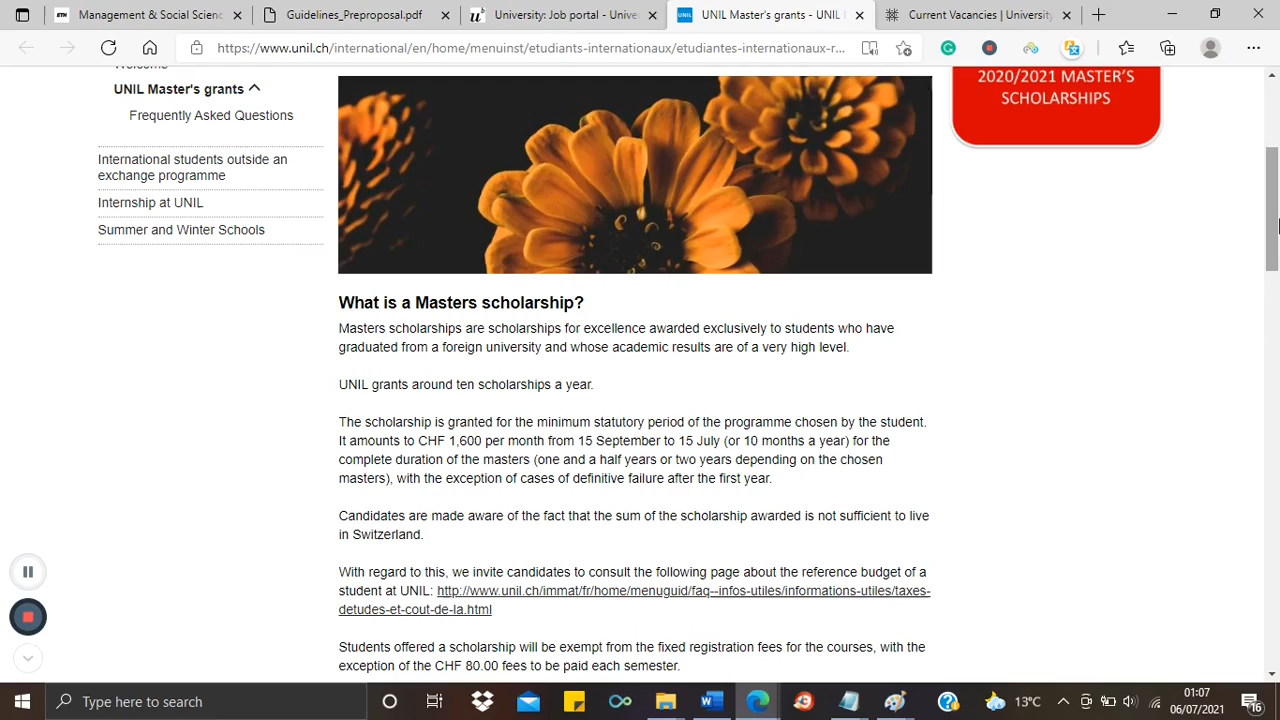 Management & Social Scienc
Guidelines_Preproposal.pdf
University: Job portal - Unive
UNIL Master's grants - UNIL
Current Vacancies | University
https://www.unil.ch/international/en/home/menuinst/etudiants-internationaux/etudiantes-internationaux-r...
Welcome
UNIL Master's grants
Frequently Asked Questions
International students outside an
exchange programme
Internship at UNIL
Summer and Winter Schools
2020/2021 MASTER'S
SCHOLARSHIPS
What is a Masters scholarship?
Masters scholarships are scholarships for excellence awarded exclusively to students who have
graduated from a foreign university and whose academic results are of a very high level.
UNIL grants around ten scholarships a year.
The scholarship is granted for the minimum statutory period of the programme chosen by the student.
It amounts to CHF 1,600 per month from 15 September to 15 July (or 10 months a year) for the
complete duration of the masters (one and a half years or two years depending on the chosen
masters), with the exception of cases of definitive failure after the first year.
Candidates are made aware of the fact that the sum of the scholarship awarded is not sufficient to live
in Switzerland.
With regard to this, we invite candidates to consult the following page about the reference budget of a
student at UNIL: http://www.unil.ch/immat/fr/home/menuguid/faq--infos-utiles/informations-utiles/taxes-
detudes-et-cout-de-la.html
Students offered a scholarship will be exempt from the fixed registration fees for the courses, with the
exception of the CHF 80.00 fees to be paid each semester.
Type here to search
13°C
01:07
06/07/2021
16